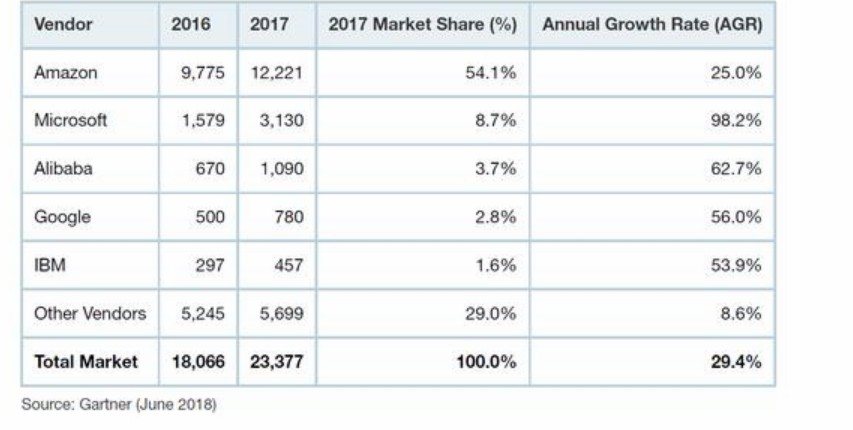 Vendor 2016 2017 2017 Market Share (%) Annual Growth Rate (AGR)
Amazon 9,775 12,221 54.1% 25.0%
Microsoft 1,579 3,130 8.7% 98.2%
Alibaba 670 1,090 3.7% 62.7%
Google 500 780 2.8% 56.0%
IBM 297 457 1.6% 53.9%
Other Vendors 5,245 5,699 29.0% 8.6%
Total Market 18,066 23,377 100.0% 29.4%
Source: Gartner (June 2018)